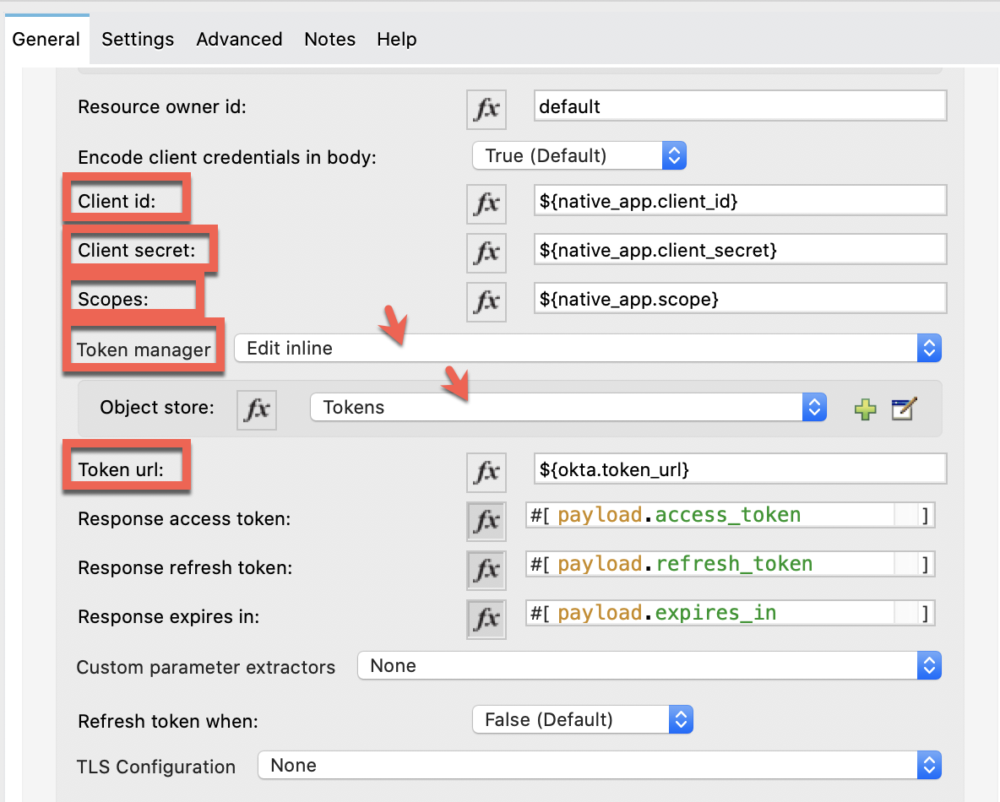 General Settings Advanced Notes Help
Resource owner id: fx default
Encode client credentials in body: True (Default)
Client id: fx ${native_app.client_id}
Client secret: fx ${native_app.client_secret}
Scopes: fx ${native_app.scope}
Token manager Edit inline
Object store: fx Tokens
Token url: fx ${okta.token_url}
Response access token: fx #[ payload.access_token ]
Response refresh token: fx #[ payload.refresh_token ]
Response expires in: fx #[ payload.expires_in ]
Custom parameter extractors None
Refresh token when: False (Default)
TLS Configuration None